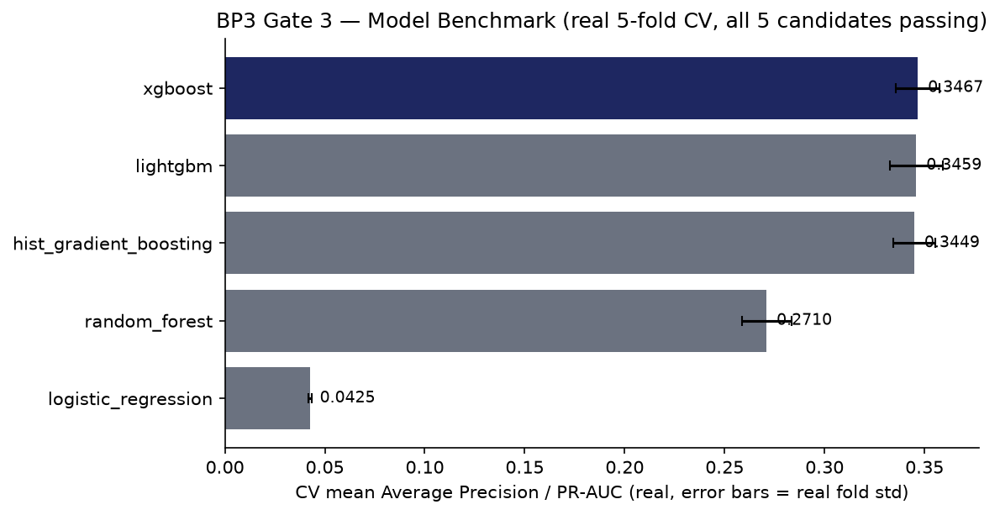 BP3 Gate 3 — Model Benchmark (real 5-fold CV, all 5 candidates passing)
xgboost 0.3467
lightgbm 0.3459
hist_gradient_boosting 0.3449
random_forest 0.2710
logistic_regression 0.0425
0.00 0.05 0.10 0.15 0.20 0.25 0.30 0.35
CV mean Average Precision / PR-AUC (real, error bars = real fold std)